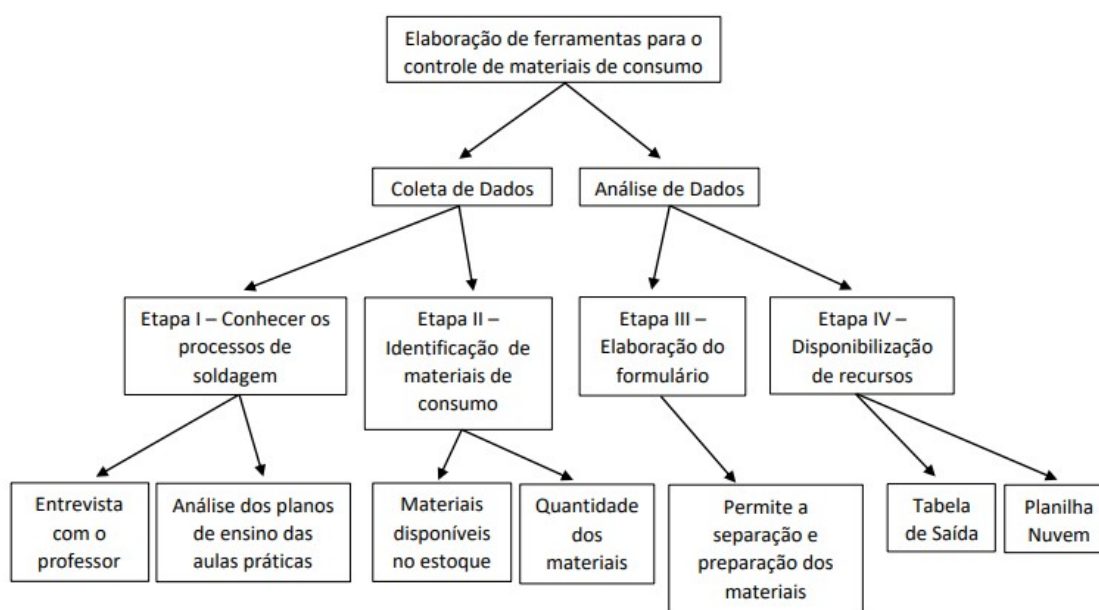 Elaboração de ferramentas para o
controle de materiais de consumo
Coleta de Dados
Análise de Dados
Etapa I – Conhecer os
processos de
soldagem
Etapa II –
Identificação de
materiais de
consumo
Etapa III –
Elaboração do
formulário
Etapa IV –
Disponibilização
de recursos
Entrevista
com o
professor
Análise dos planos
de ensino das
aulas práticas
Materiais
disponíveis
no estoque
Quantidade
dos
materiais
Permite a
separação e
preparação dos
materiais
Tabela
de Saída
Planilha
Nuvem